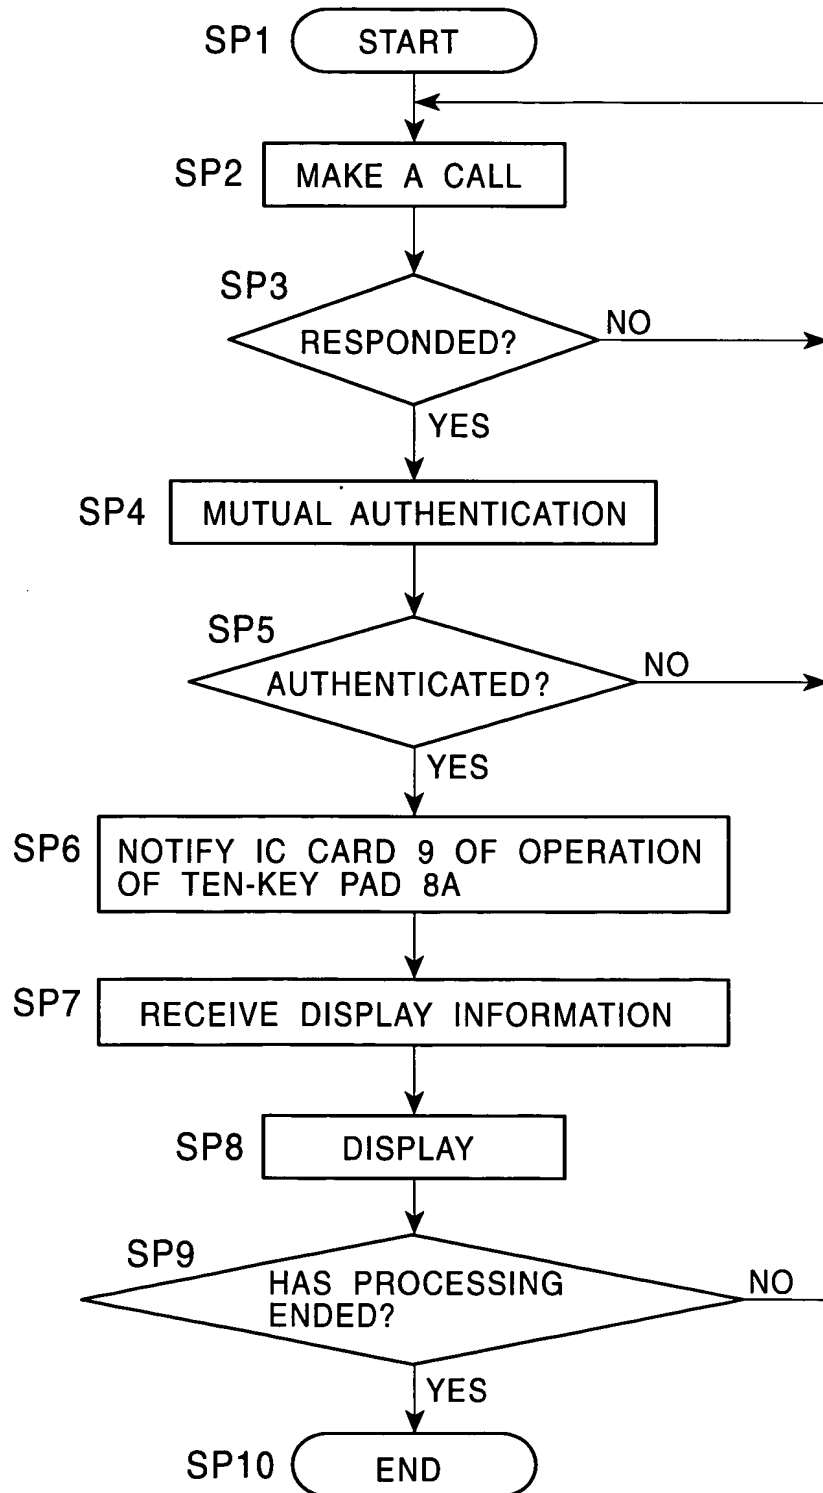 SP1 START
SP2 MAKE A CALL
SP3
RESPONDED?
NO
YES
SP4 MUTUAL AUTHENTICATION
SP5
AUTHENTICATED?
NO
YES
SP6 NOTIFY IC CARD 9 OF OPERATION
OF TEN-KEY PAD 8A
SP7 RECEIVE DISPLAY INFORMATION
SP8 DISPLAY
SP9
HAS PROCESSING
ENDED?
NO
YES
SP10 END